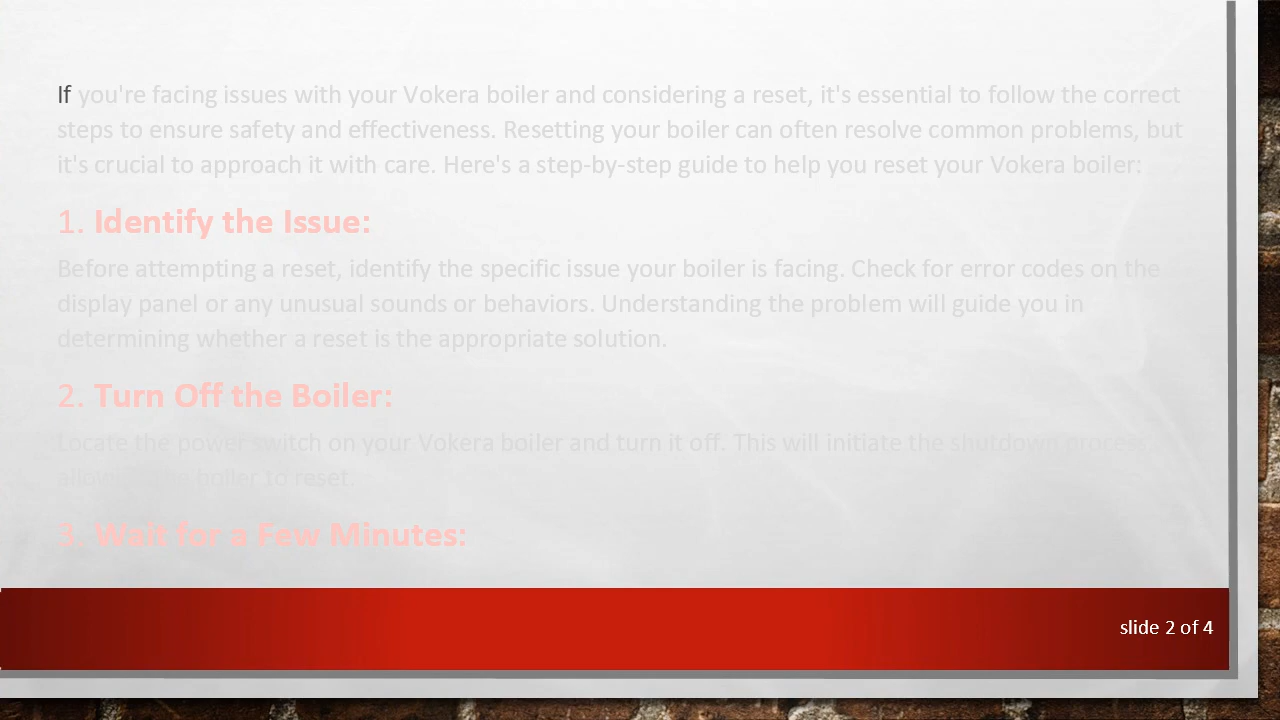 If you're facing issues with your Vokera boiler and considering a reset, it's essential to follow the correct
steps to ensure safety and effectiveness. Resetting your boiler can often resolve common problems, but
it's crucial to approach it with care. Here's a step-by-step guide to help you reset your Vokera boiler:
1. Identify the Issue:
Before attempting a reset, identify the specific issue your boiler is facing. Check for error codes on the
display panel or any unusual sounds or behaviors. Understanding the problem will guide you in
determining whether a reset is the appropriate solution.
2. Turn Off the Boiler:
Locate the power switch on your Vokera boiler and turn it off. This will initiate the shutdown
boiler to reset.
3. Wait for a Few Minutes:
slide 2 of 4